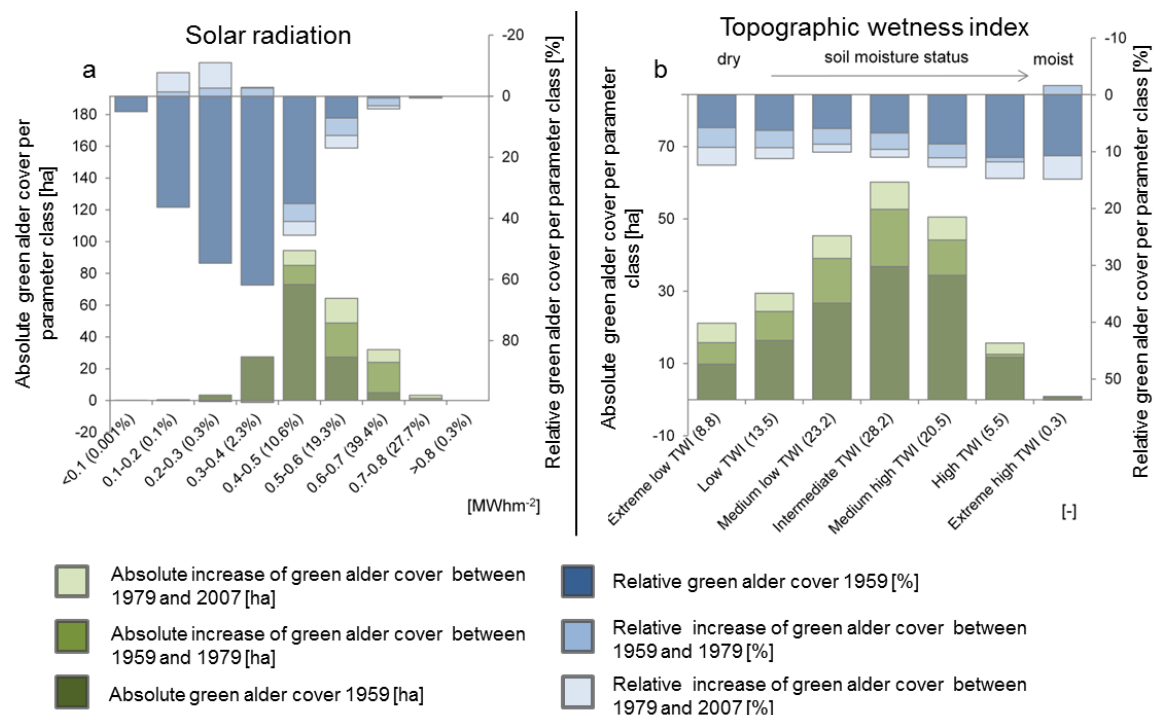 Solar radiation
a
Absolute green alder cover per
parameter class [ha]
180
160
140
120
100
80
60
40
20
0
-20
-20
0
20
40
60
80
Relative green alder cover per parameter class [%]
<0.1 (0.001%)
0.1-0.2 (0.1%)
0.2-0.3 (0.3%)
0.3-0.4 (2.3%)
0.4-0.5 (10.6%)
0.5-0.6 (19.3%)
0.6-0.7 (39.4%)
0.7-0.8 (27.7%)
>0.8 (0.3%)
[MWhm-2]
Topographic wetness index
b
dry
soil moisture status
moist
Absolute green alder cover per parameter
class [ha]
70
50
30
10
-10
-10
0
10
20
30
40
50
Relative green alder cover per parameter class [%]
Extreme low TWI (8.8)
Low TWI (13.5)
Medium low TWI (23.2)
Intermediate TWI (28.2)
Medium high TWI (20.5)
High TWI (5.5)
Extreme high TWI (0.3)
[-]
Absolute increase of green alder cover between
1979 and 2007 [ha]
Absolute increase of green alder cover between
1959 and 1979 [ha]
Absolute green alder cover 1959 [ha]
Relative green alder cover 1959 [%]
Relative increase of green alder cover between
1959 and 1979 [%]
Relative increase of green alder cover between
1979 and 2007 [%]